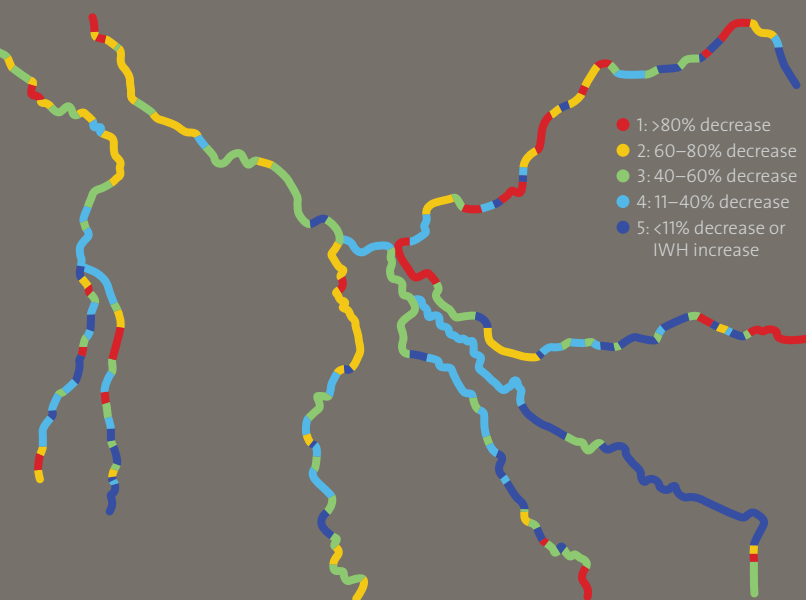 1: >80% decrease
2: 60–80% decrease
3: 40–60% decrease
4: 11–40% decrease
5: <11% decrease or
IWH increase